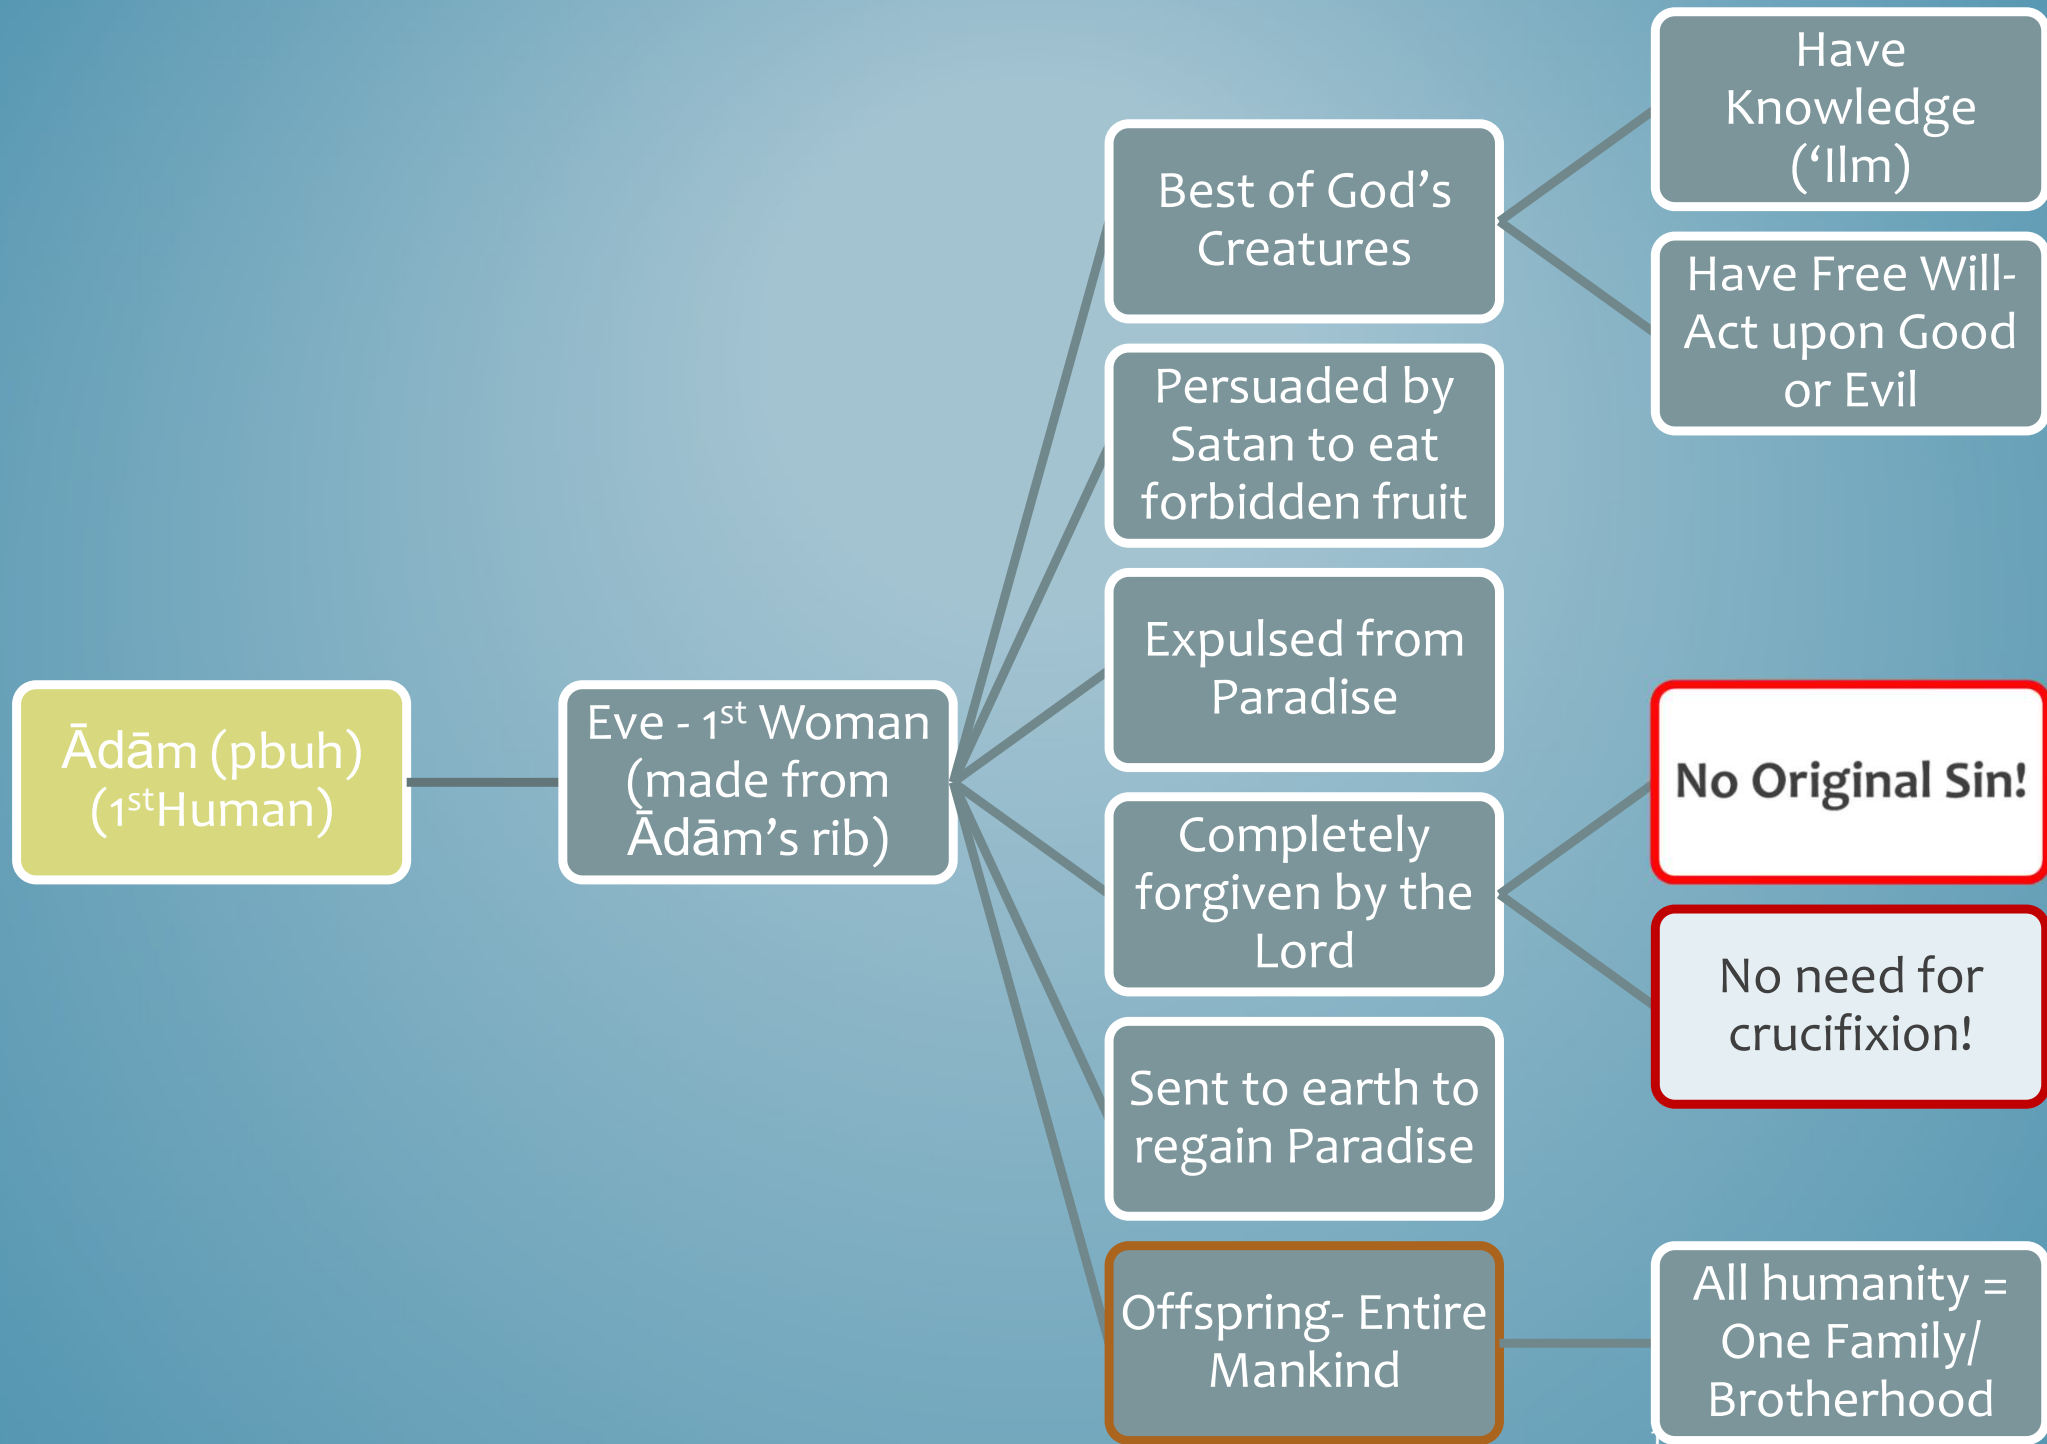 Ādām (pbuh)
(1stHuman)
Eve - 1st Woman
(made from
Ādām’s rib)
Best of God’s
Creatures
Have
Knowledge
(‘Ilm)
Have Free Will-
Act upon Good
or Evil
Persuaded by
Satan to eat
forbidden fruit
Expulsed from
Paradise
Completely
forgiven by the
Lord
No Original Sin!
No need for
crucifixion!
Sent to earth to
regain Paradise
Offspring- Entire
Mankind
All humanity =
One Family/
Brotherhood